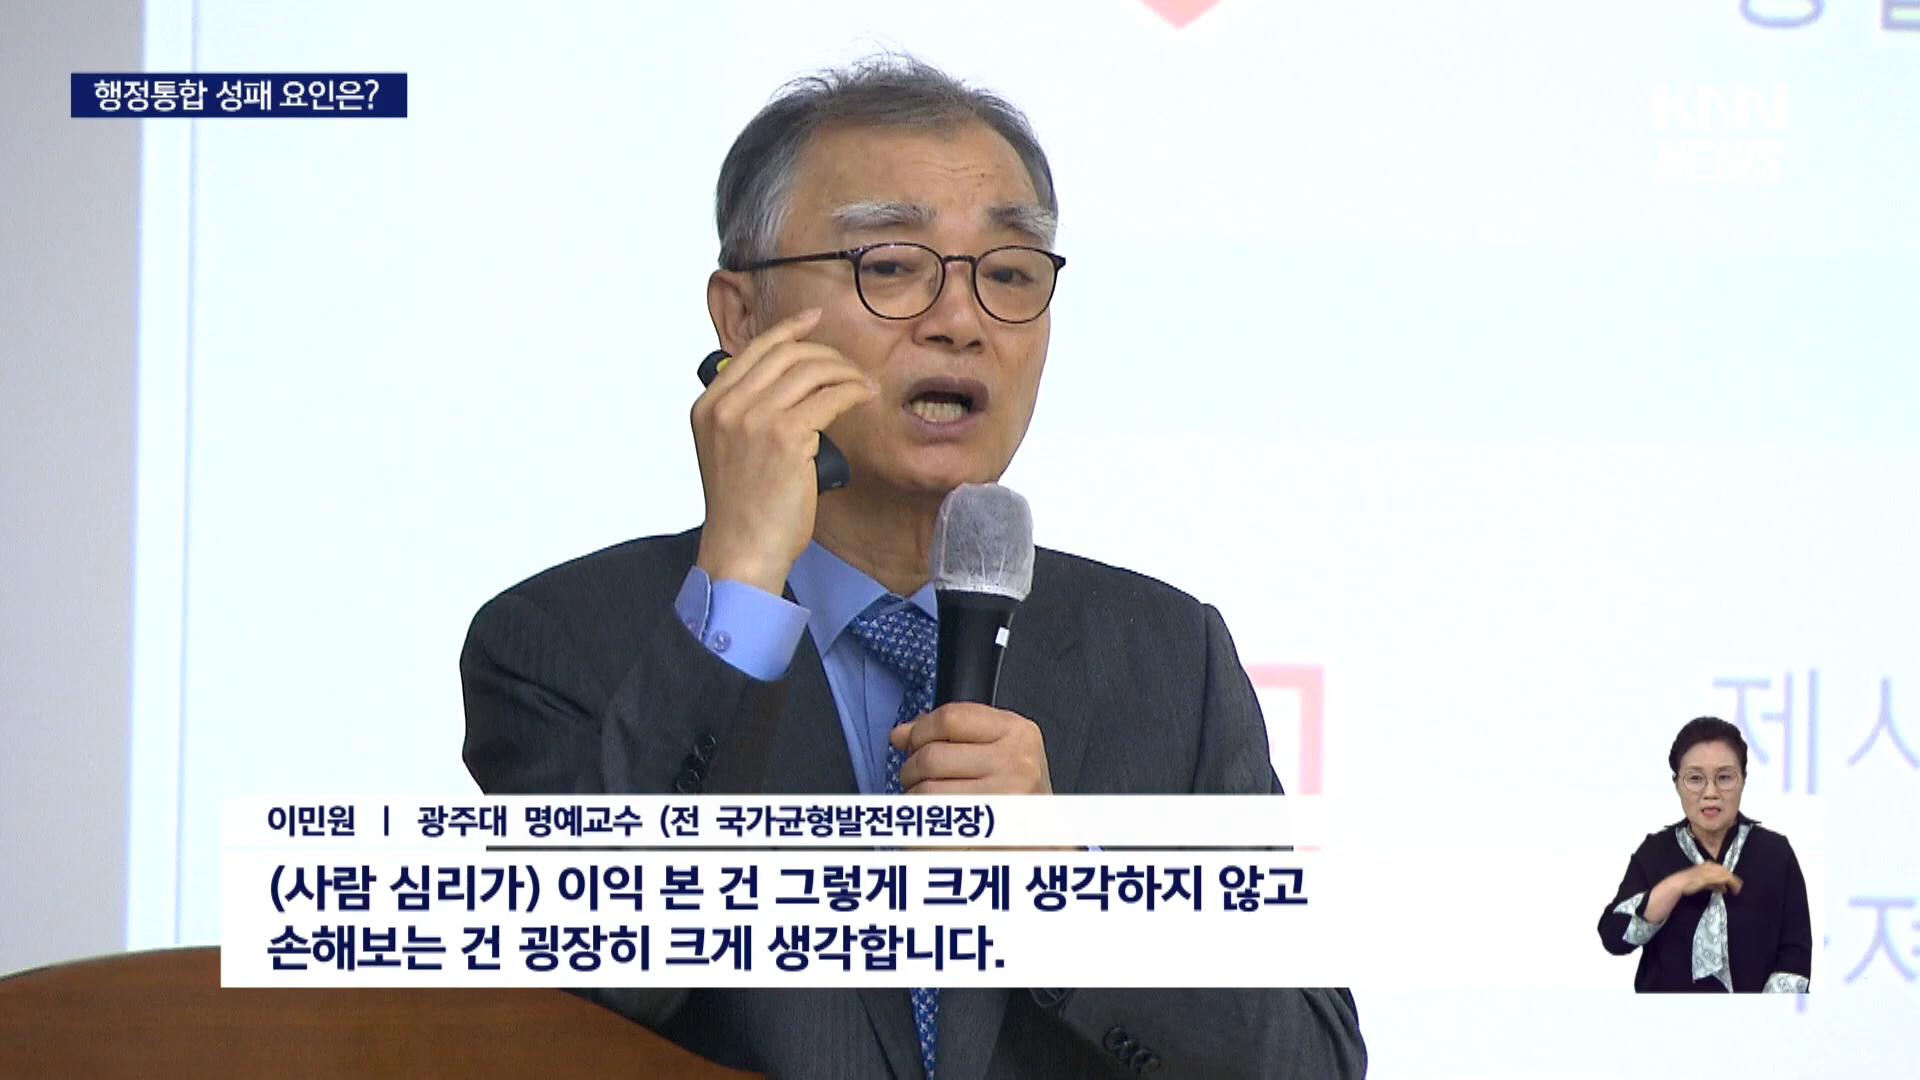 행정통합 성패 요인은?
KNN
NEWS
제시
이민원 | 광주대 명예교수 (전 국가균형발전위원장)
(사람 심리가) 이익 본 건 그렇게 크게 생각하지 않고
손해보는 건 굉장히 크게 생각합니다.